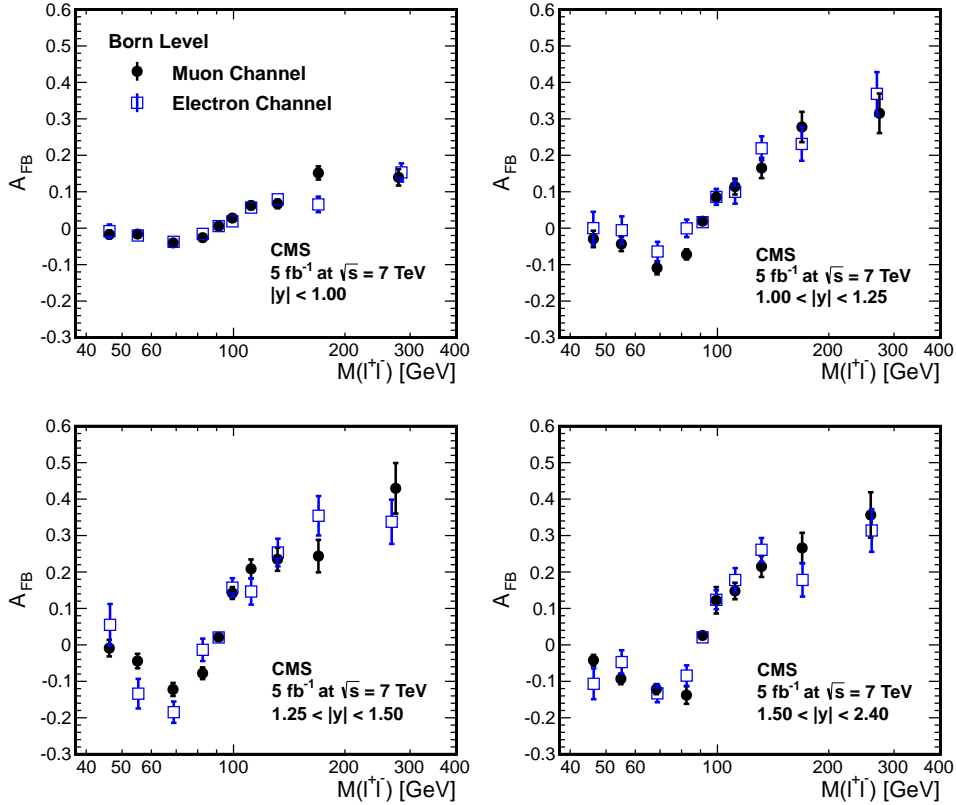 A_FB
0.6
0.5
0.4
0.3
0.2
0.1
0
-0.1
-0.2
-0.3
Born Level
Muon Channel
Electron Channel
CMS
5 fb⁻¹ at √s = 7 TeV
|y| < 1.00
40 50 60 100 200 300 400
M(l⁺l⁻) [GeV]
A_FB
0.6
0.5
0.4
0.3
0.2
0.1
0
-0.1
-0.2
-0.3
CMS
5 fb⁻¹ at √s = 7 TeV
1.00 < |y| < 1.25
40 50 60 100 200 300 400
M(l⁺l⁻) [GeV]
A_FB
0.6
0.5
0.4
0.3
0.2
0.1
0
-0.1
-0.2
-0.3
CMS
5 fb⁻¹ at √s = 7 TeV
1.25 < |y| < 1.50
40 50 60 100 200 300 400
M(l⁺l⁻) [GeV]
A_FB
0.6
0.5
0.4
0.3
0.2
0.1
0
-0.1
-0.2
-0.3
CMS
5 fb⁻¹ at √s = 7 TeV
1.50 < |y| < 2.40
40 50 60 100 200 300 400
M(l⁺l⁻) [GeV]